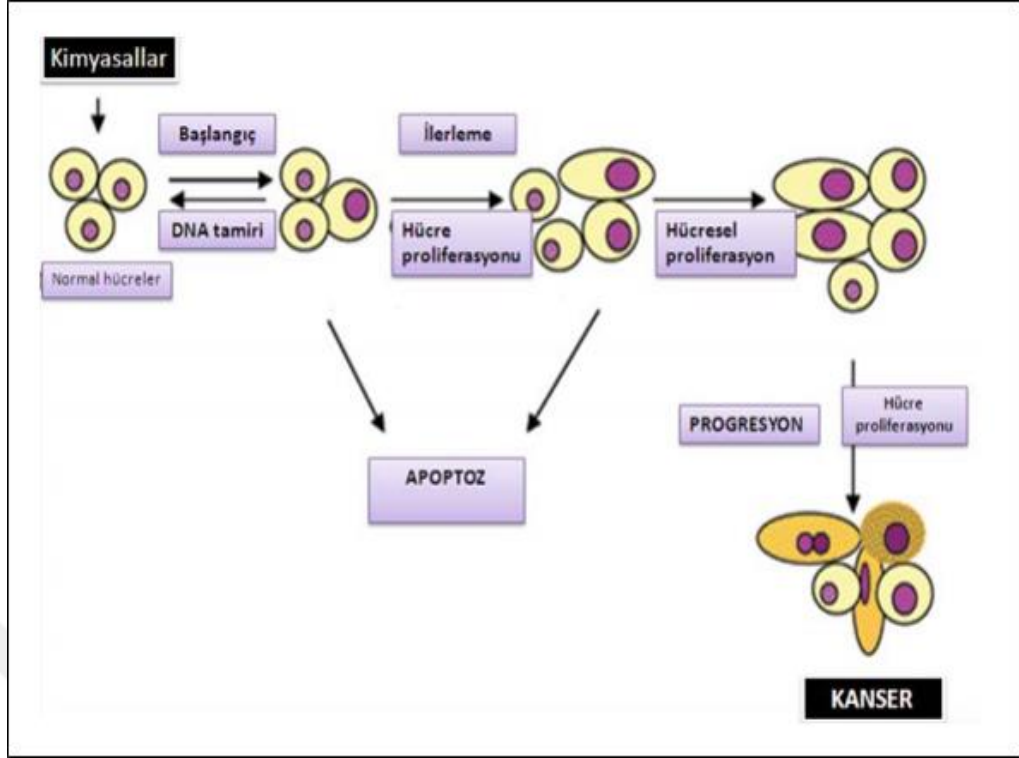 Kimyasallar
Başlangıç
İlerleme
DNA tamiri
Hücre
proliferasyonu
Hücresel
proliferasyon
Normal hücreler
PROGRESYON
Hücre
proliferasyonu
APOPTOZ
KANSER